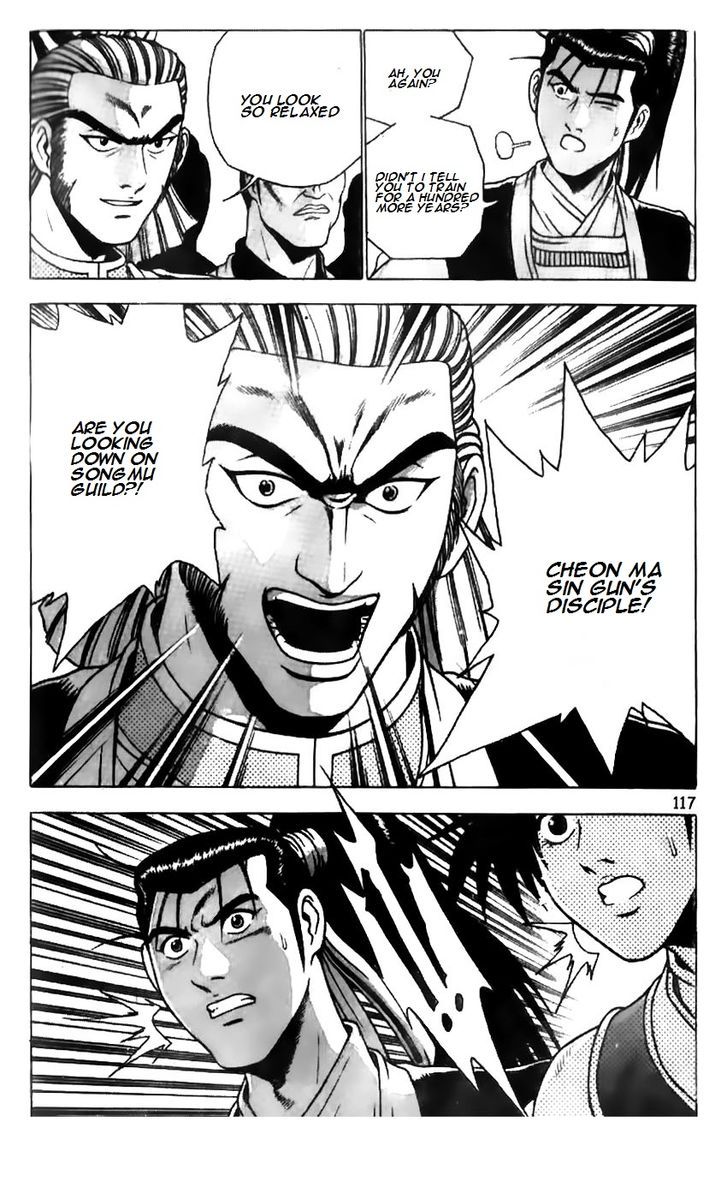 YOU LOOK
SO RELAXED
AH, YOU
AGAIN?
DIDN'T I TELL
YOU TO TRAIN
FOR A HUNDRED
MORE YEARS?
ARE YOU
LOOKING
DOWN ON
SONG MU
GUILD?!
CHEON MA
SIN GUN'S
DISCIPLE!
117
!!